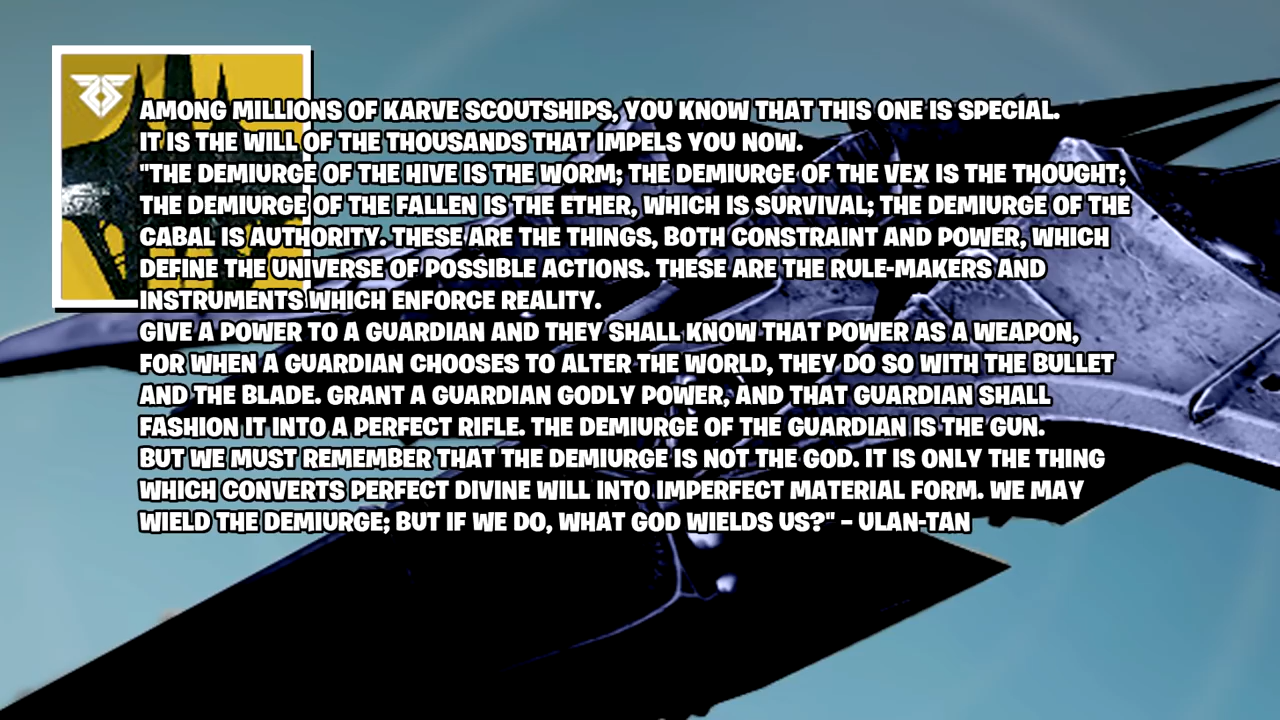 AMONG MILLIONS OF KARVE SCOUTSHIPS, YOU KNOW THAT THIS ONE IS SPECIAL.
IT IS THE WILL OF THE THOUSANDS THAT IMPELS YOU NOW.
"THE DEMIURGE OF THE HIVE IS THE WORM; THE DEMIURGE OF THE VEX IS THE THOUGHT;
THE DEMIURGE OF THE FALLEN IS THE ETHER, WHICH IS SURVIVAL; THE DEMIURGE OF THE
CABAL IS AUTHORITY. THESE ARE THE THINGS, BOTH CONSTRAINT AND POWER, WHICH
DEFINE THE UNIVERSE OF POSSIBLE ACTIONS. THESE ARE THE RULE-MAKERS AND
INSTRUMENTS WHICH ENFORCE REALITY.
GIVE A POWER TO A GUARDIAN AND THEY SHALL KNOW THAT POWER AS A WEAPON,
FOR WHEN A GUARDIAN CHOOSES TO ALTER THE WORLD, THEY DO SO WITH THE BULLET
AND THE BLADE. GRANT A GUARDIAN GODLY POWER, AND THAT GUARDIAN SHALL
FASHION IT INTO A PERFECT RIFLE. THE DEMIURGE OF THE GUARDIAN IS THE GUN.
BUT WE MUST REMEMBER THAT THE DEMIURGE IS NOT THE GOD. IT IS ONLY THE THING
WHICH CONVERTS PERFECT DIVINE WILL INTO IMPERFECT MATERIAL FORM. WE MAY
WIELD THE DEMIURGE; BUT IF WE DO, WHAT GOD WIELDS US?" – ULAN-TAN